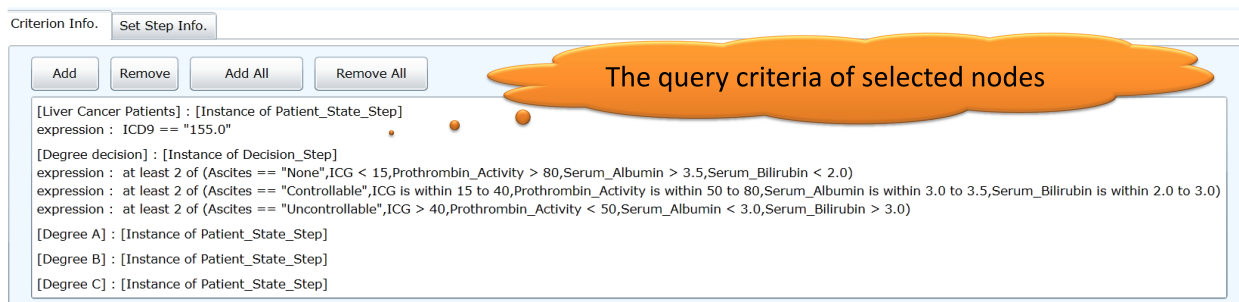 Criterion Info.
Set Step Info.
Add
Remove
Add All
Remove All
The query criteria of selected nodes
[Liver Cancer Patients] : [Instance of Patient_State_Step]
expression : ICD9 == "155.0"
[Degree decision] : [Instance of Decision_Step]
expression : at least 2 of (Ascites == "None",ICG < 15,Prothrombin_Activity > 80,Serum_Albumin > 3.5,Serum_Bilirubin < 2.0)
expression : at least 2 of (Ascites == "Controllable",ICG is within 15 to 40,Prothrombin_Activity is within 50 to 80,Serum_Albumin is within 3.0 to 3.5,Serum_Bilirubin is within 2.0 to 3.0)
expression : at least 2 of (Ascites == "Uncontrollable",ICG > 40,Prothrombin_Activity < 50,Serum_Albumin < 3.0,Serum_Bilirubin > 3.0)
[Degree A] : [Instance of Patient_State_Step]
[Degree B] : [Instance of Patient_State_Step]
[Degree C] : [Instance of Patient_State_Step]